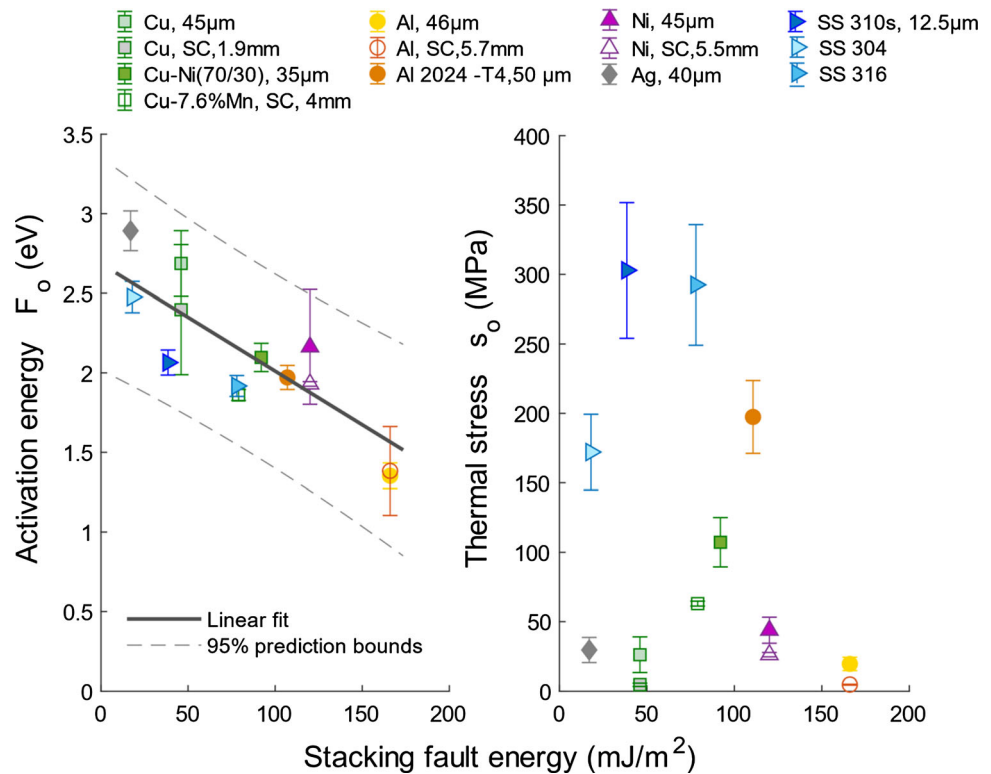 Cu, 45µm
Cu, SC,1.9mm
Cu-Ni(70/30), 35µm
Cu-7.6%Mn, SC, 4mm
Al, 46µm
Al, SC,5.7mm
Al 2024 -T4,50 µm
Ni, 45µm
Ni, SC,5.5mm
Ag, 40µm
SS 310s, 12.5µm
SS 304
SS 316
Activation energy F_o (eV)
3.5
3
2.5
2
1.5
1
0.5
0
0 50 100 150 200
Linear fit
95% prediction bounds
Thermal stress s_o (MPa)
400
350
300
250
200
150
100
50
0
0 50 100 150 200
Stacking fault energy (mJ/m²)